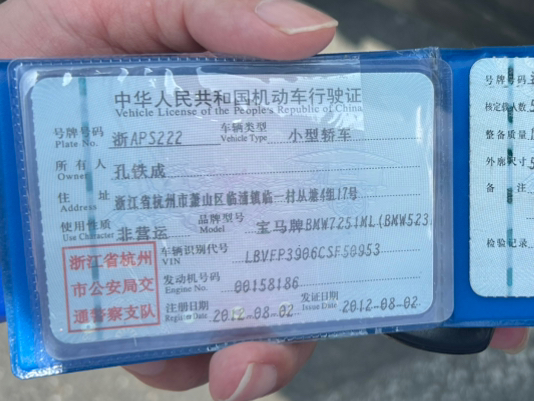 中华人民共和国机动车行驶证
Vehicle License of the People's Republic of China
号牌号码 浙APS222 车辆类型 小型轿车
Plate No. Vehicle Type
所有人 孔铁成
Owner
住址 浙江省杭州市萧山区临浦镇临一村丛塘4组17号
Address
使用性质 非营运 品牌型号 宝马牌BMW7251ML(BMW523
Use Character Model
浙江省杭州
市公安局交
通警察支队
车辆识别代号 LBVFP3906CSF50953
VIN
发动机号码 00158186
Engine No.
注册日期 2012-08-02 发证日期 2012-08-02
Register Date Issue Date
号牌号码
核定载人数 5
整备质量
外廓尺寸 5
备注
检验记录